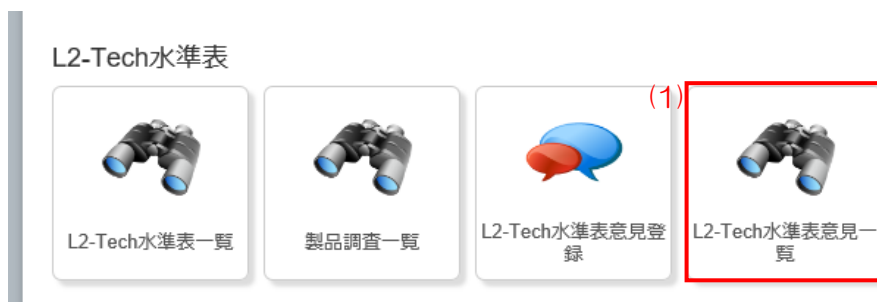 L2-Tech水準表
(1)
L2-Tech水準表一覧
製品調査一覧
L2-Tech水準表意見登
録
L2-Tech水準表意見一
覧